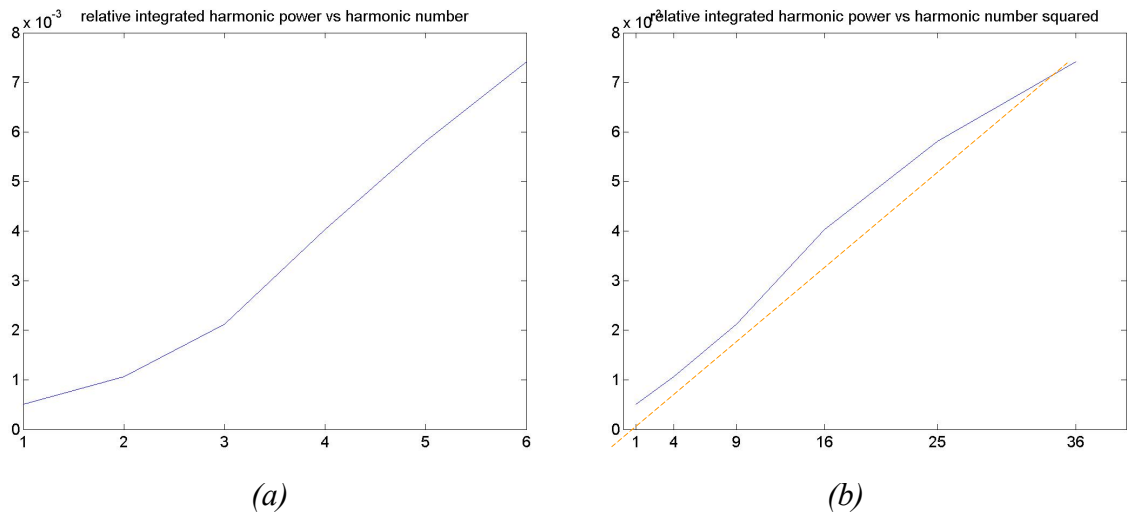 relative integrated harmonic power vs harmonic number
x 10-3
8
7
6
5
4
3
2
1
0
1 2 3 4 5 6
(a)
relative integrated harmonic power vs harmonic number squared
x 10-3
8
7
6
5
4
3
2
1
0
1 4 9 16 25 36
(b)